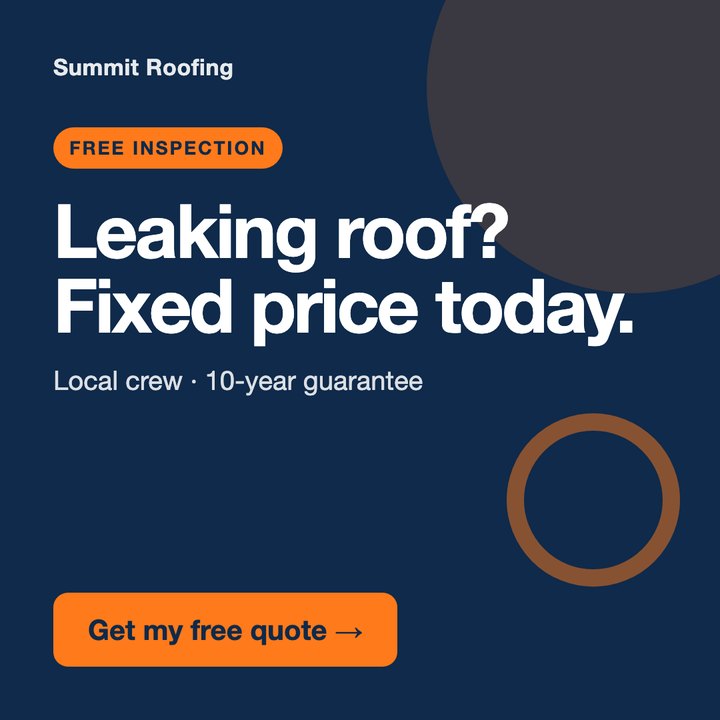 Summit Roofing
FREE INSPECTION
Leaking roof?
Fixed price today.
Local crew · 10-year guarantee
Get my free quote →